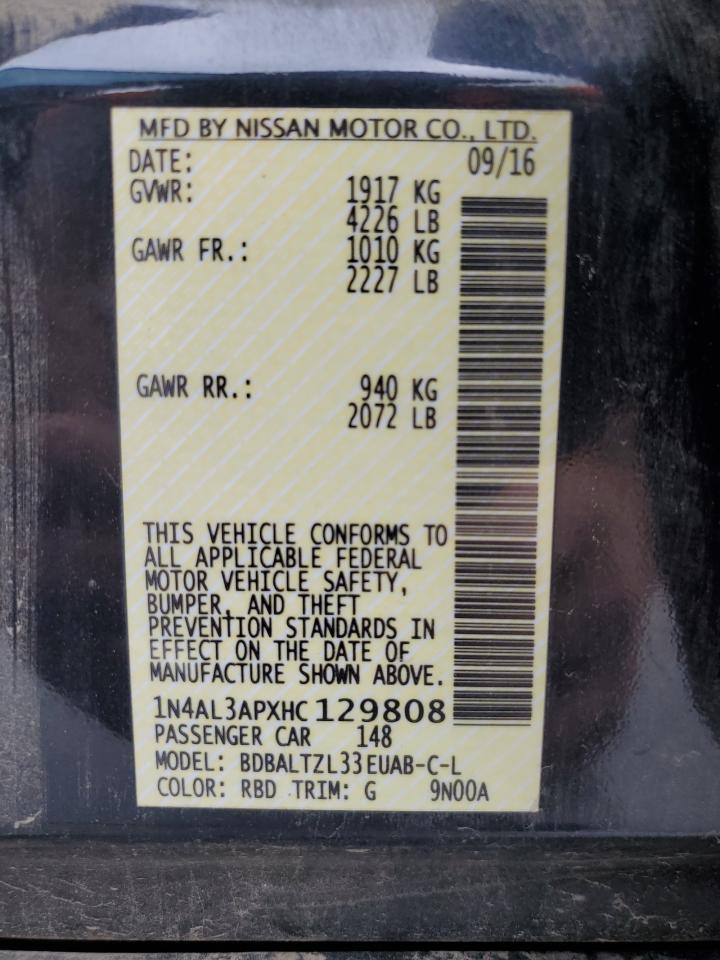 MFD BY NISSAN MOTOR CO., LTD.
DATE: 09/16
GVWR: 1917 KG
4226 LB
GAWR FR.: 1010 KG
2227 LB
GAWR RR.: 940 KG
2072 LB
THIS VEHICLE CONFORMS TO
ALL APPLICABLE FEDERAL
MOTOR VEHICLE SAFETY,
BUMPER, AND THEFT
PREVENTION STANDARDS IN
EFFECT ON THE DATE OF
MANUFACTURE SHOWN ABOVE.
1N4AL3APXHC129808
PASSENGER CAR 148
MODEL: BDBALTZL33EUAB-C-L
COLOR: RBD TRIM: G 9N00A